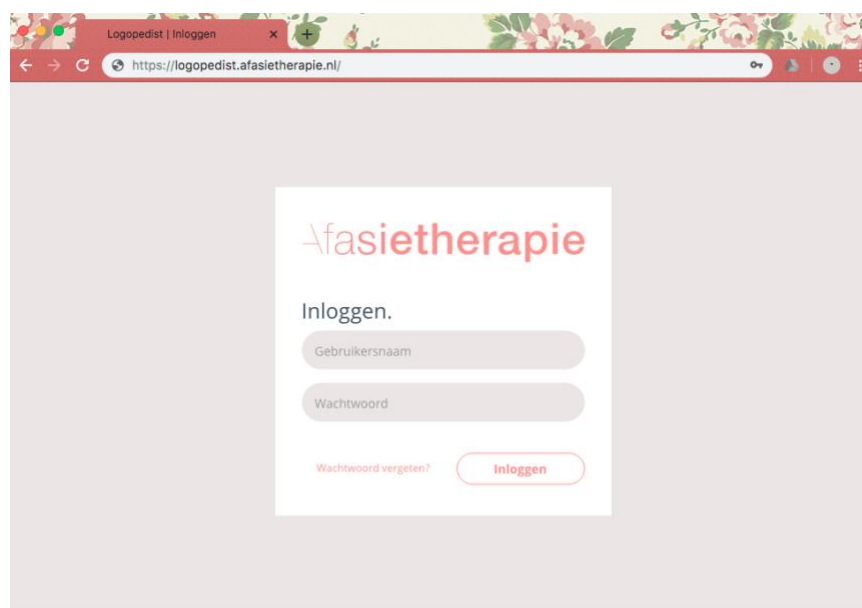 Logopedist | Inloggen
https://logopedist.afasietherapie.nl/
Afasietherapie
Inloggen.
Gebruikersnaam
Wachtwoord
Wachtwoord vergeten?
Inloggen